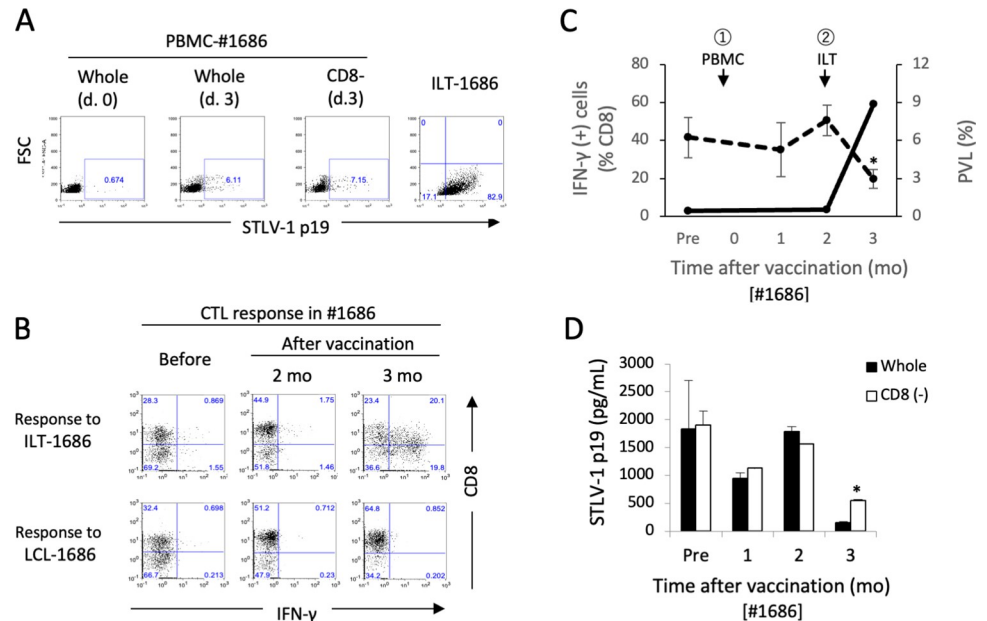 A
PBMC-#1686
Whole
(d. 0)
Whole
(d. 3)
CD8-
(d.3)
ILT-1686
FSC
0.674
6.11
7.15
0
0
17.1
82.9
STLV-1 p19
B
CTL response in #1686
Before
After vaccination
2 mo
3 mo
Response to
ILT-1686
28.3
0.869
69.2
1.55
44.9
1.75
51.8
1.46
23.4
20.1
36.6
19.8
Response to
LCL-1686
32.4
0.698
66.7
0.213
51.2
0.712
47.9
0.23
64.8
0.852
34.2
0.202
CD8
IFN-γ
C
①
PBMC
②
ILT
IFN-γ (+) cells
(% CD8)
80
60
40
20
0
12
9
6
3
0
PVL (%)
*
Pre
0
1
2
3
Time after vaccination (mo)
[#1686]
D
STLV-1 p19 (pg/mL)
3000
2500
2000
1500
1000
500
0
Whole
CD8 (-)
*
Pre
1
2
3
Time after vaccination (mo)
[#1686]